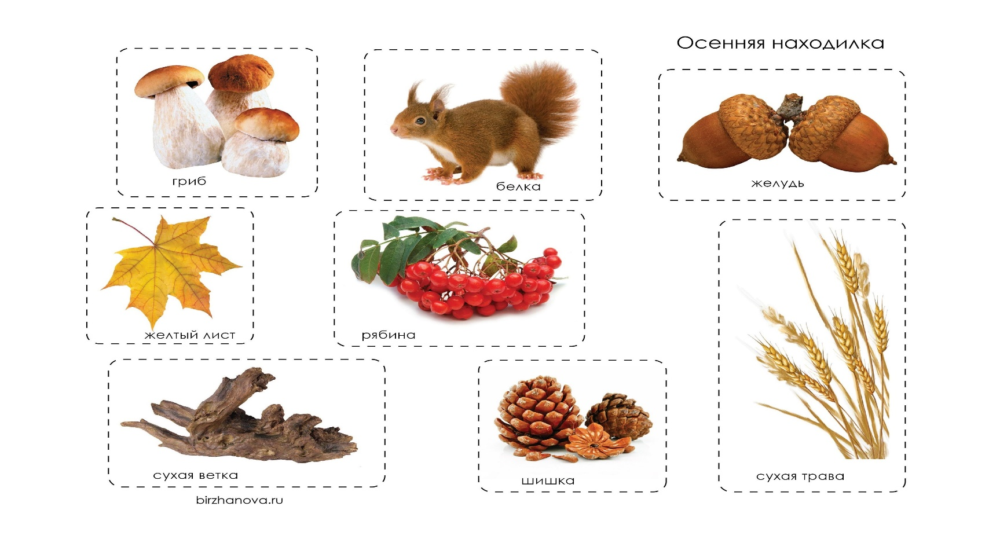 Осенняя находилка
гриб
белка
желудь
желтый лист
рябина
сухая ветка
шишка
сухая трава
birzhanova.ru